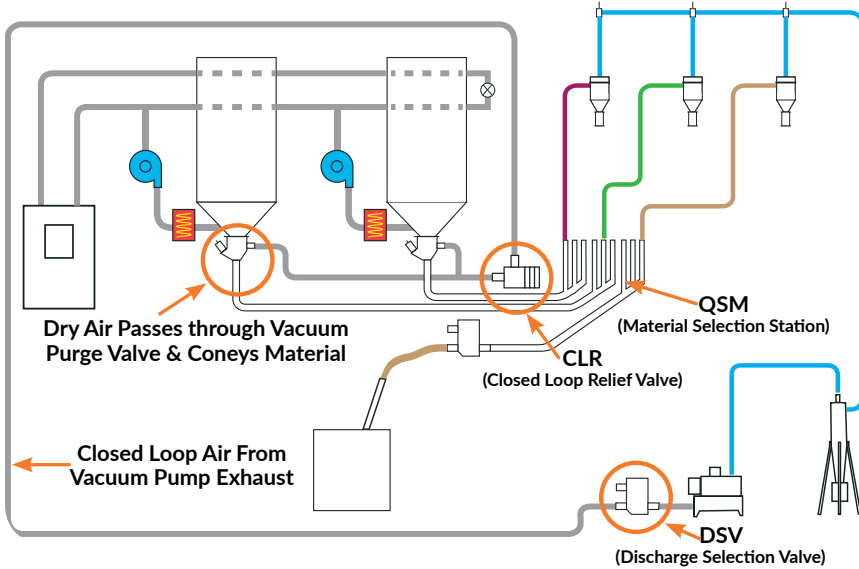 Dry Air Passes through Vacuum
Purge Valve & Coneys Material
QSM
(Material Selection Station)
CLR
(Closed Loop Relief Valve)
Closed Loop Air From
Vacuum Pump Exhaust
DSV
(Discharge Selection Valve)